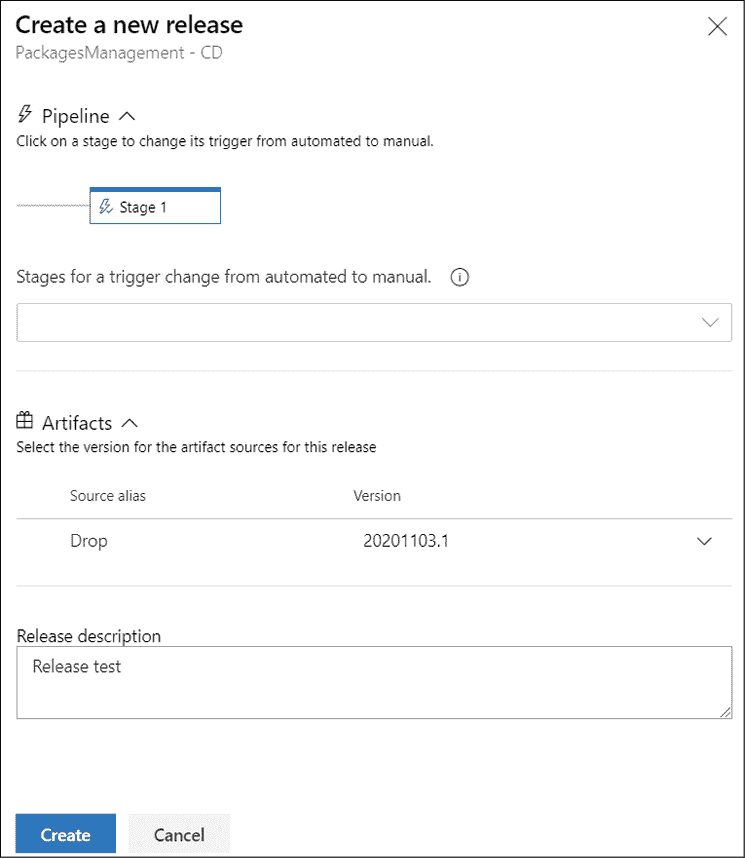 Create a new release
PackagesManagement - CD
Pipeline
Click on a stage to change its trigger from automated to manual.
Stage 1
Stages for a trigger change from automated to manual.
Artifacts
Select the version for the artifact sources for this release
Source alias Version
Drop 20201103.1
Release description
Release test
Create Cancel